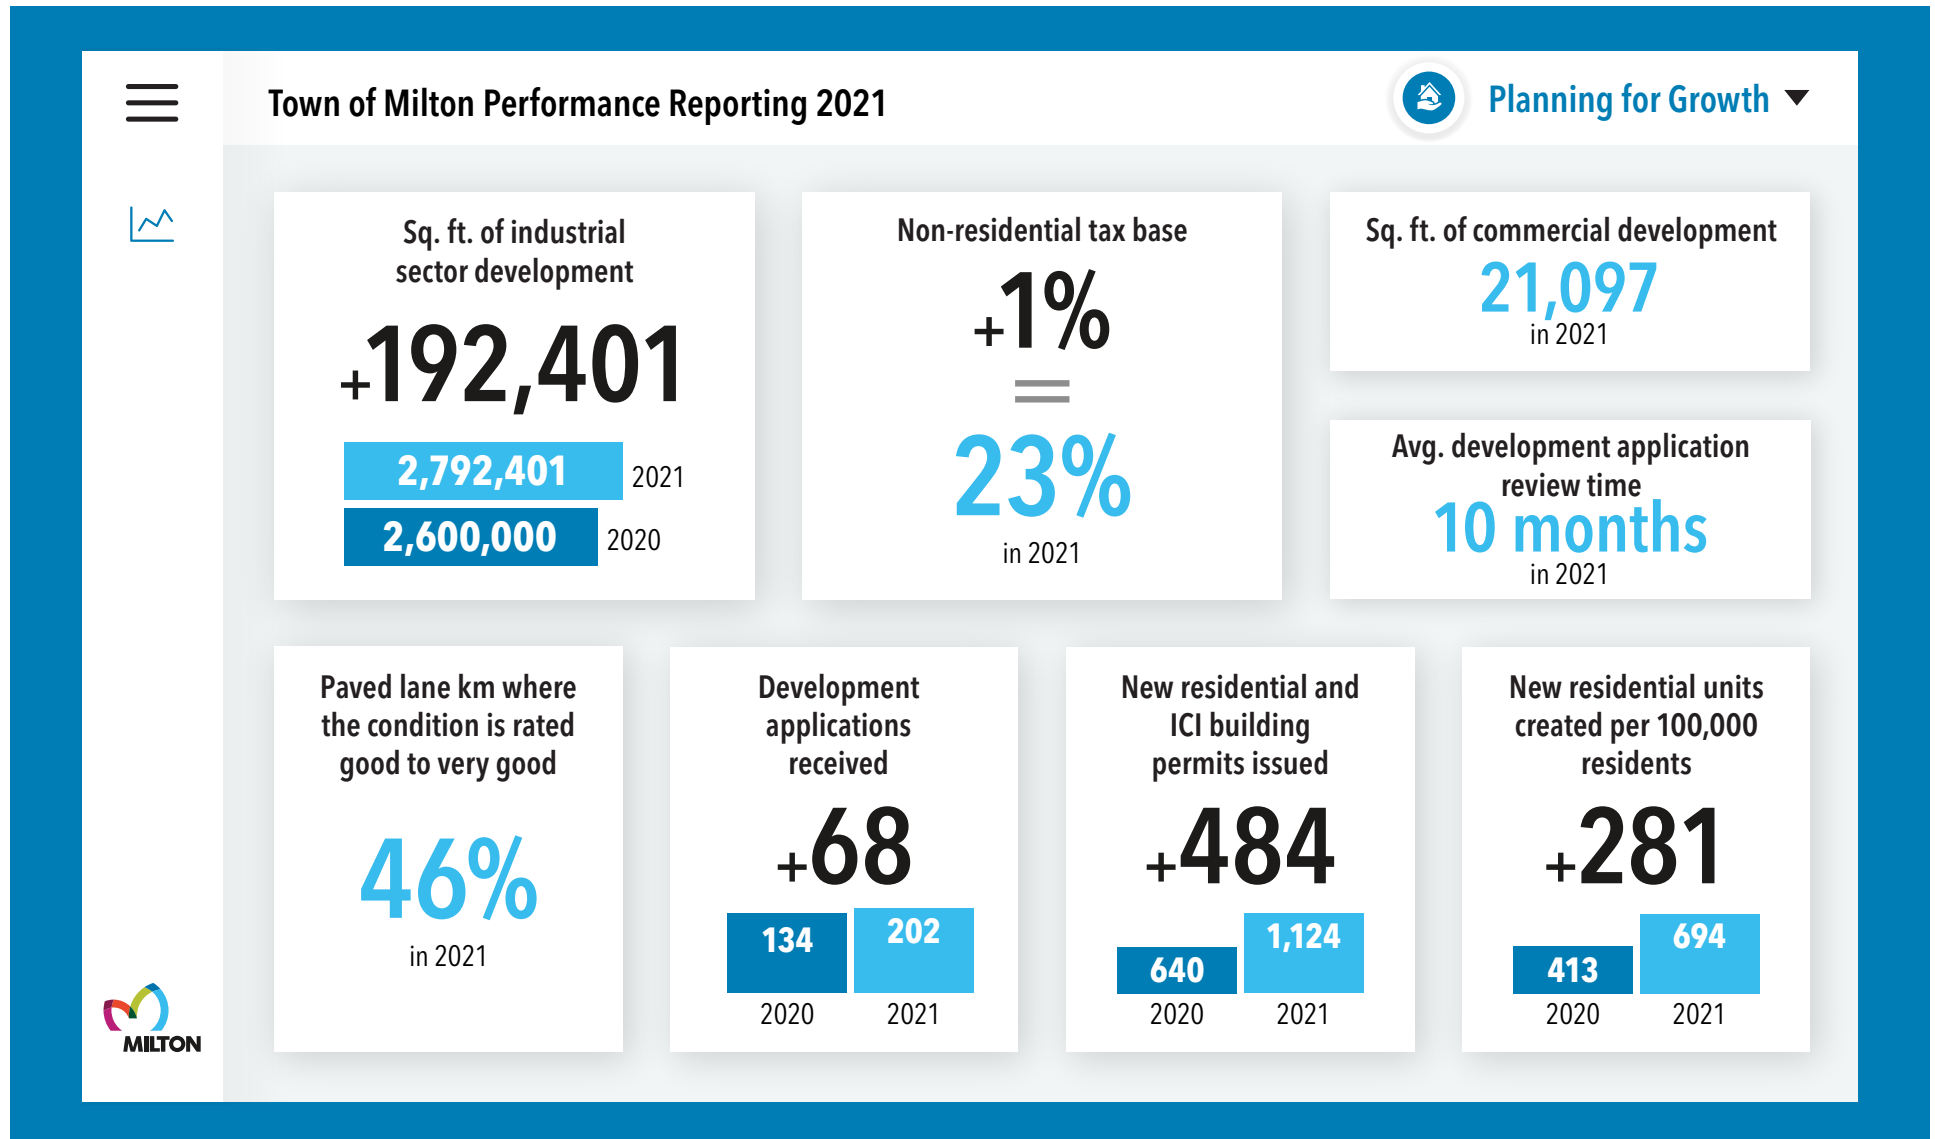 Town of Milton Performance Reporting 2021
Planning for Growth
Sq. ft. of industrial
sector development
+192,401
2,792,401 2021
2,600,000 2020
Non-residential tax base
+1%
=
23%
in 2021
Sq. ft. of commercial development
21,097
in 2021
Avg. development application
review time
10 months
in 2021
Paved lane km where
the condition is rated
good to very good
46%
in 2021
Development
applications
received
+68
134 202
2020 2021
New residential and
ICI building
permits issued
+484
640 1,124
2020 2021
New residential units
created per 100,000
residents
+281
413 694
2020 2021
MILTON